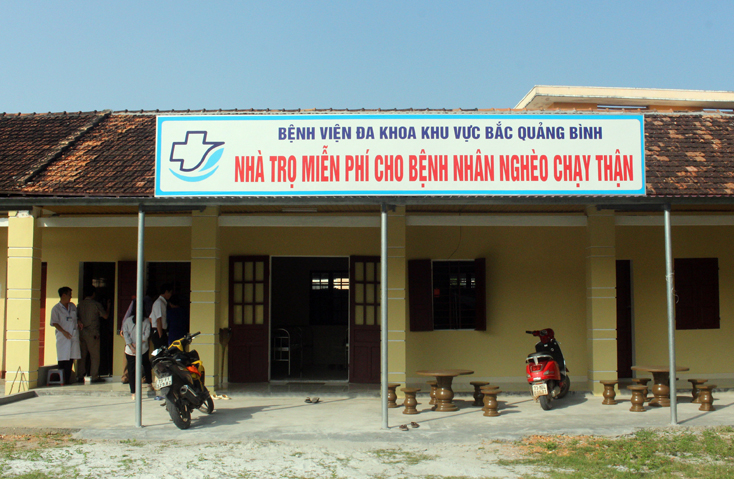 BỆNH VIỆN ĐA KHOA KHU VỰC BẮC QUẢNG BÌNH
NHÀ TRỌ MIỄN PHÍ CHO BỆNH NHÂN NGHÈO CHẠY THẬN